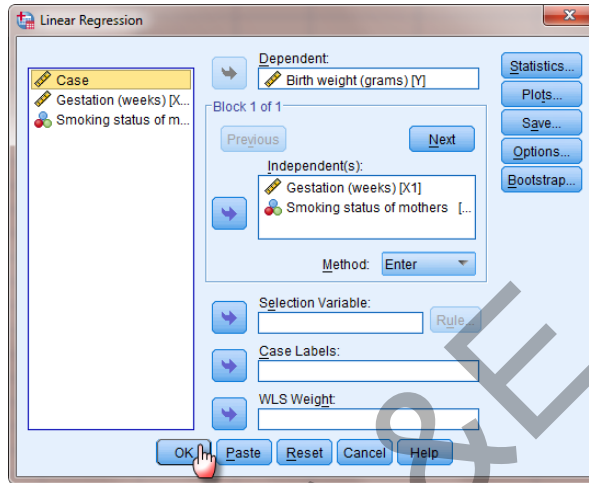 Linear Regression
Case
Gestation (weeks) [X...
Smoking status of m...
Dependent:
Birth weight (grams) [Y]
Block 1 of 1
Previous
Next
Independent(s):
Gestation (weeks) [X1]
Smoking status of mothers [...
Method: Enter
Selection Variable:
Rule...
Case Labels:
WLS Weight:
Statistics...
Plots...
Save...
Options...
Bootstrap...
OK Paste Reset Cancel Help
&E